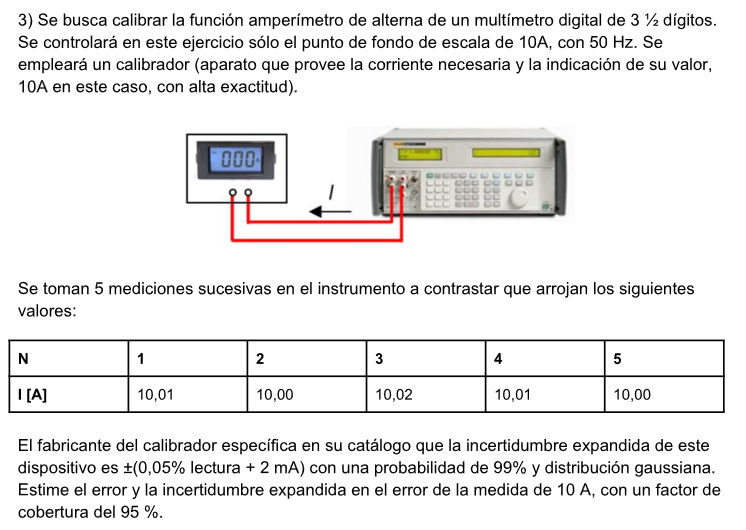 3) Se busca calibrar la función amperímetro de alterna de un multímetro digital de 3 ½ dígitos.
Se controlará en este ejercicio sólo el punto de fondo de escala de 10A, con 50 Hz. Se
empleará un calibrador (aparato que provee la corriente necesaria y la indicación de su valor,
10A en este caso, con alta exactitud).
000
I
Se toman 5 mediciones sucesivas en el instrumento a contrastar que arrojan los siguientes
valores:
N 1 2 3 4 5
I [A] 10,01 10,00 10,02 10,01 10,00
El fabricante del calibrador específica en su catálogo que la incertidumbre expandida de este
dispositivo es ±(0,05% lectura + 2 mA) con una probabilidad de 99% y distribución gaussiana.
Estime el error y la incertidumbre expandida en el error de la medida de 10 A, con un factor de
cobertura del 95 %.